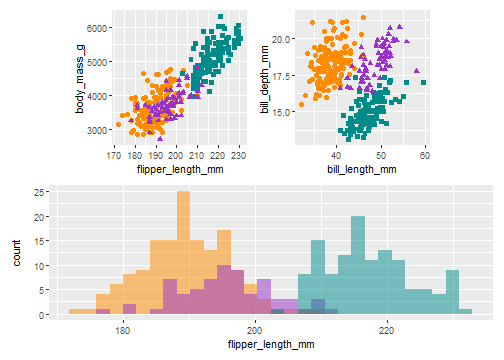 body_mass_g
6000
5000
4000
3000
170 180 190 200 210 220 230
flipper_length_mm
bill_depth_mm
20.0
17.5
15.0
40 50 60
bill_length_mm
count
25
20
15
10
5
0
180 200 220
flipper_length_mm